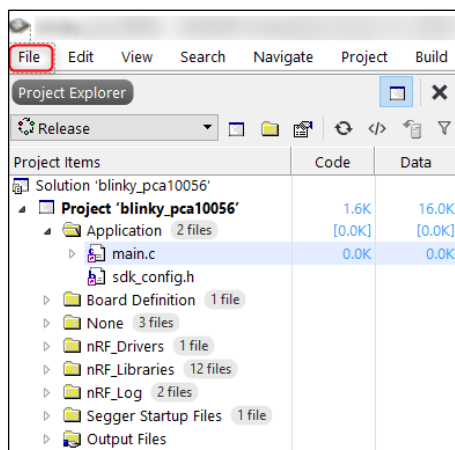 File Edit View Search Navigate Project Build
Project Explorer
Release
Project Items Code Data
Solution 'blinky_pca10056'
Project 'blinky_pca10056' 1.6K 16.0K
Application 2 files [0.0K] [0.0K]
main.c 0.0K 0.0K
sdk_config.h
Board Definition 1 file
None 3 files
nRF_Drivers 1 file
nRF_Libraries 12 files
nRF_Log 2 files
Segger Startup Files 1 file
Output Files